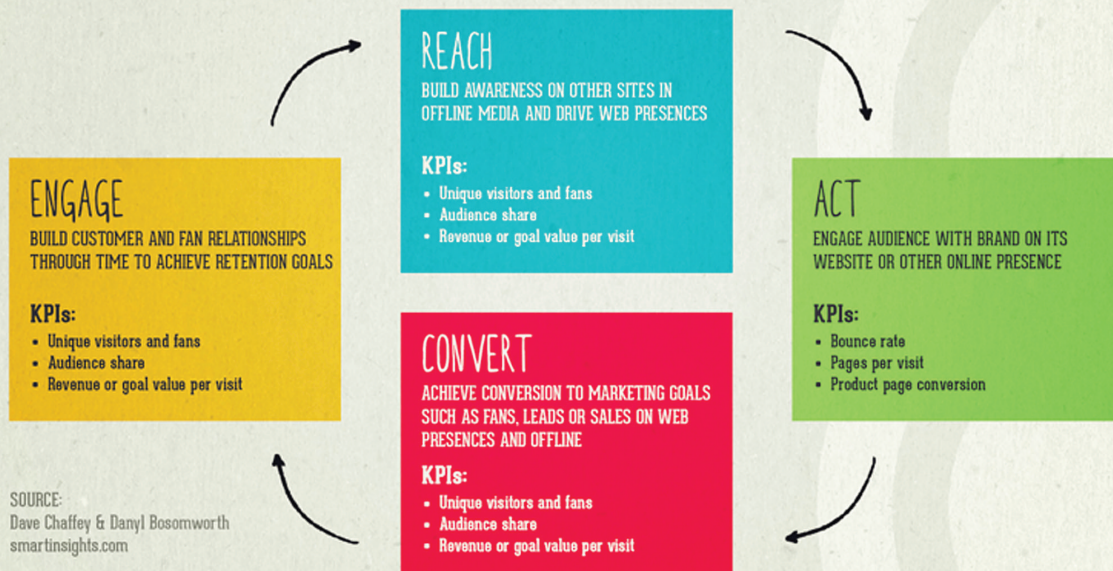 REACH
BUILD AWARENESS ON OTHER SITES IN
OFFLINE MEDIA AND DRIVE WEB PRESENCES
KPIs:
• Unique visitors and fans
• Audience share
• Revenue or goal value per visit
ACT
ENGAGE AUDIENCE WITH BRAND ON ITS
WEBSITE OR OTHER ONLINE PRESENCE
KPIs:
• Bounce rate
• Pages per visit
• Product page conversion
CONVERT
ACHIEVE CONVERSION TO MARKETING GOALS
SUCH AS FANS, LEADS OR SALES ON WEB
PRESENCES AND OFFLINE
KPIs:
• Unique visitors and fans
• Audience share
• Revenue or goal value per visit
ENGAGE
BUILD CUSTOMER AND FAN RELATIONSHIPS
THROUGH TIME TO ACHIEVE RETENTION GOALS
KPIs:
• Unique visitors and fans
• Audience share
• Revenue or goal value per visit
SOURCE:
Dave Chaffey & Danyl Bosomworth
smartinsights.com